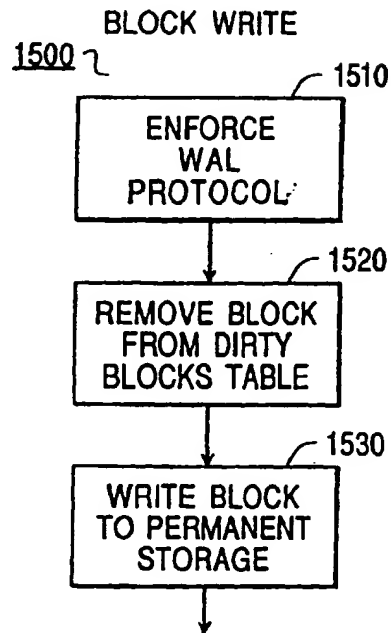 BLOCK WRITE
1500
1510
ENFORCE
WAL
PROTOCOL
1520
REMOVE BLOCK
FROM DIRTY
BLOCKS TABLE
1530
WRITE BLOCK
TO PERMANENT
STORAGE